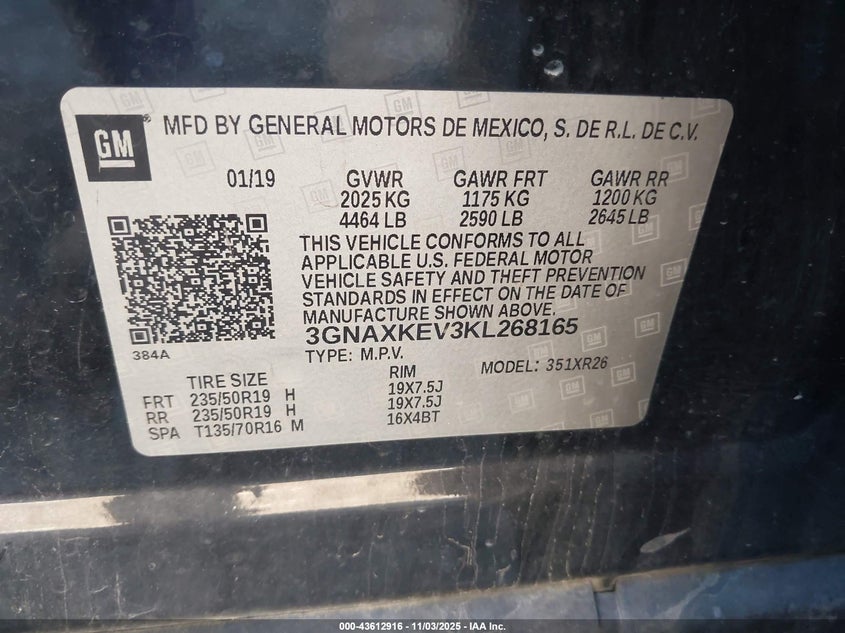 GM
® MFD BY GENERAL MOTORS DE MEXICO, S. DE R.L. DE C.V.
01/19 GVWR GAWR FRT GAWR RR
2025 KG 1175 KG 1200 KG
4464 LB 2590 LB 2645 LB
THIS VEHICLE CONFORMS TO ALL
APPLICABLE U.S. FEDERAL MOTOR
VEHICLE SAFETY AND THEFT PREVENTION
STANDARDS IN EFFECT ON THE DATE OF
MANUFACTURE SHOWN ABOVE.
3GNAXKEV3KL268165
384A
TYPE: M.P.V. MODEL: 351XR26
TIRE SIZE RIM
FRT 235/50R19 H 19X7.5J
RR 235/50R19 H 19X7.5J
SPA T135/70R16 M 16X4BT
000-43612916 - 11/03/2025 - IAA Inc.